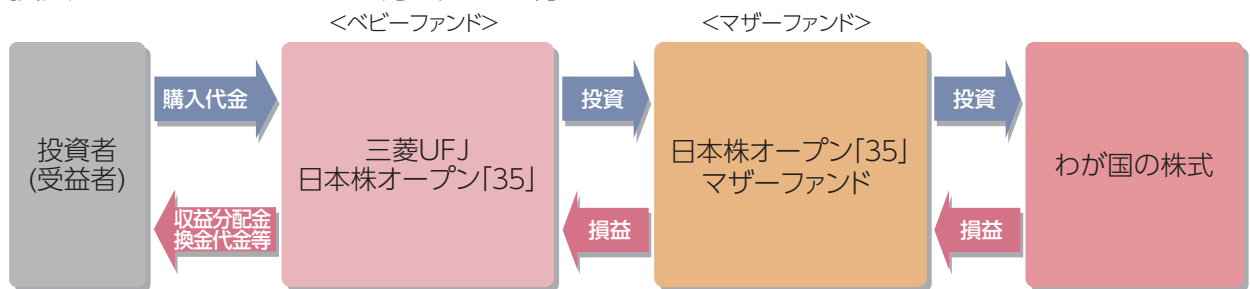 <ベビーファンド>
<マザーファンド>
投資者
(受益者)
購入代金
収益分配金
換金代金等
三菱UFJ
日本株オープン「35」
投資
損益
日本株オープン「35」
マザーファンド
投資
損益
わが国の株式